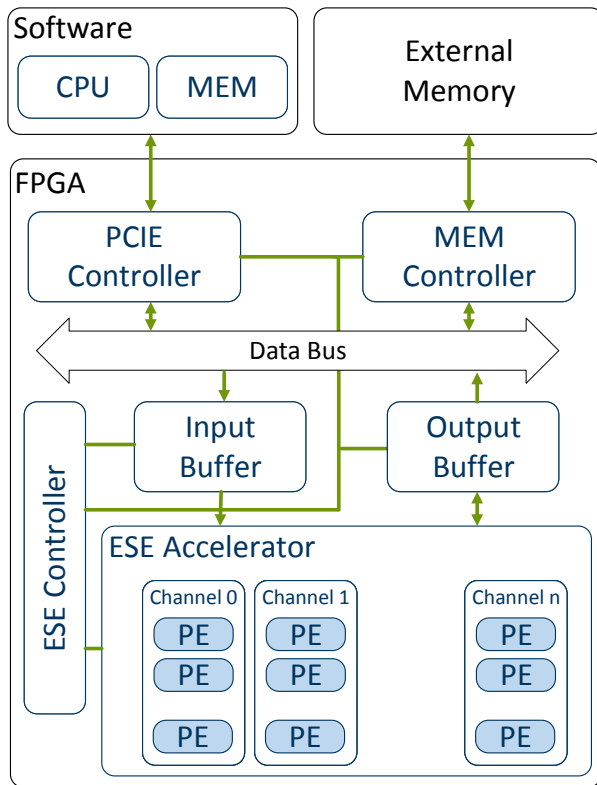 Software
CPU
MEM
External
Memory
FPGA
PCIE
Controller
MEM
Controller
Data Bus
Input
Buffer
Output
Buffer
ESE Controller
ESE Accelerator
Channel 0
PE
PE
PE
Channel 1
PE
PE
PE
Channel n
PE
PE
PE